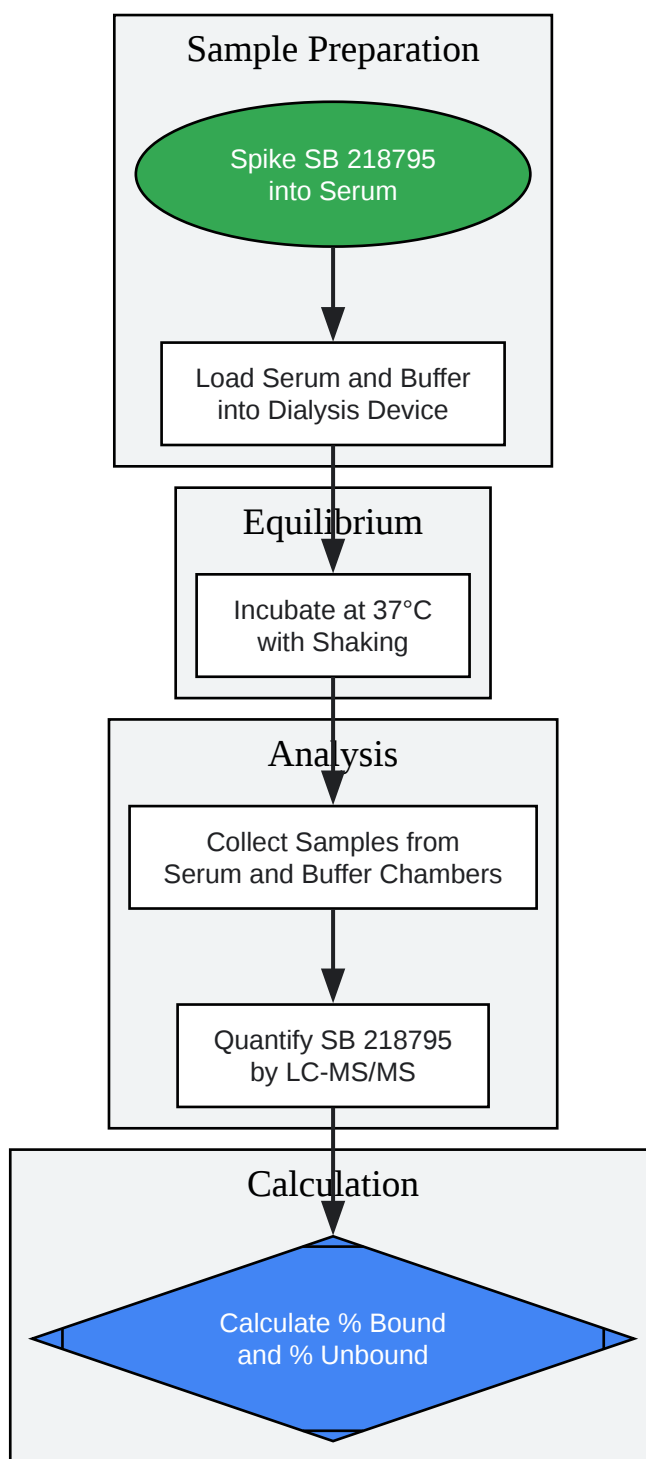 Sample Preparation
Spike SB 218795
into Serum
Load Serum and Buffer
into Dialysis Device
Equilibrium
Incubate at 37°C
with Shaking
Analysis
Collect Samples from
Serum and Buffer Chambers
Quantify SB 218795
by LC-MS/MS
Calculation
Calculate % Bound
and % Unbound